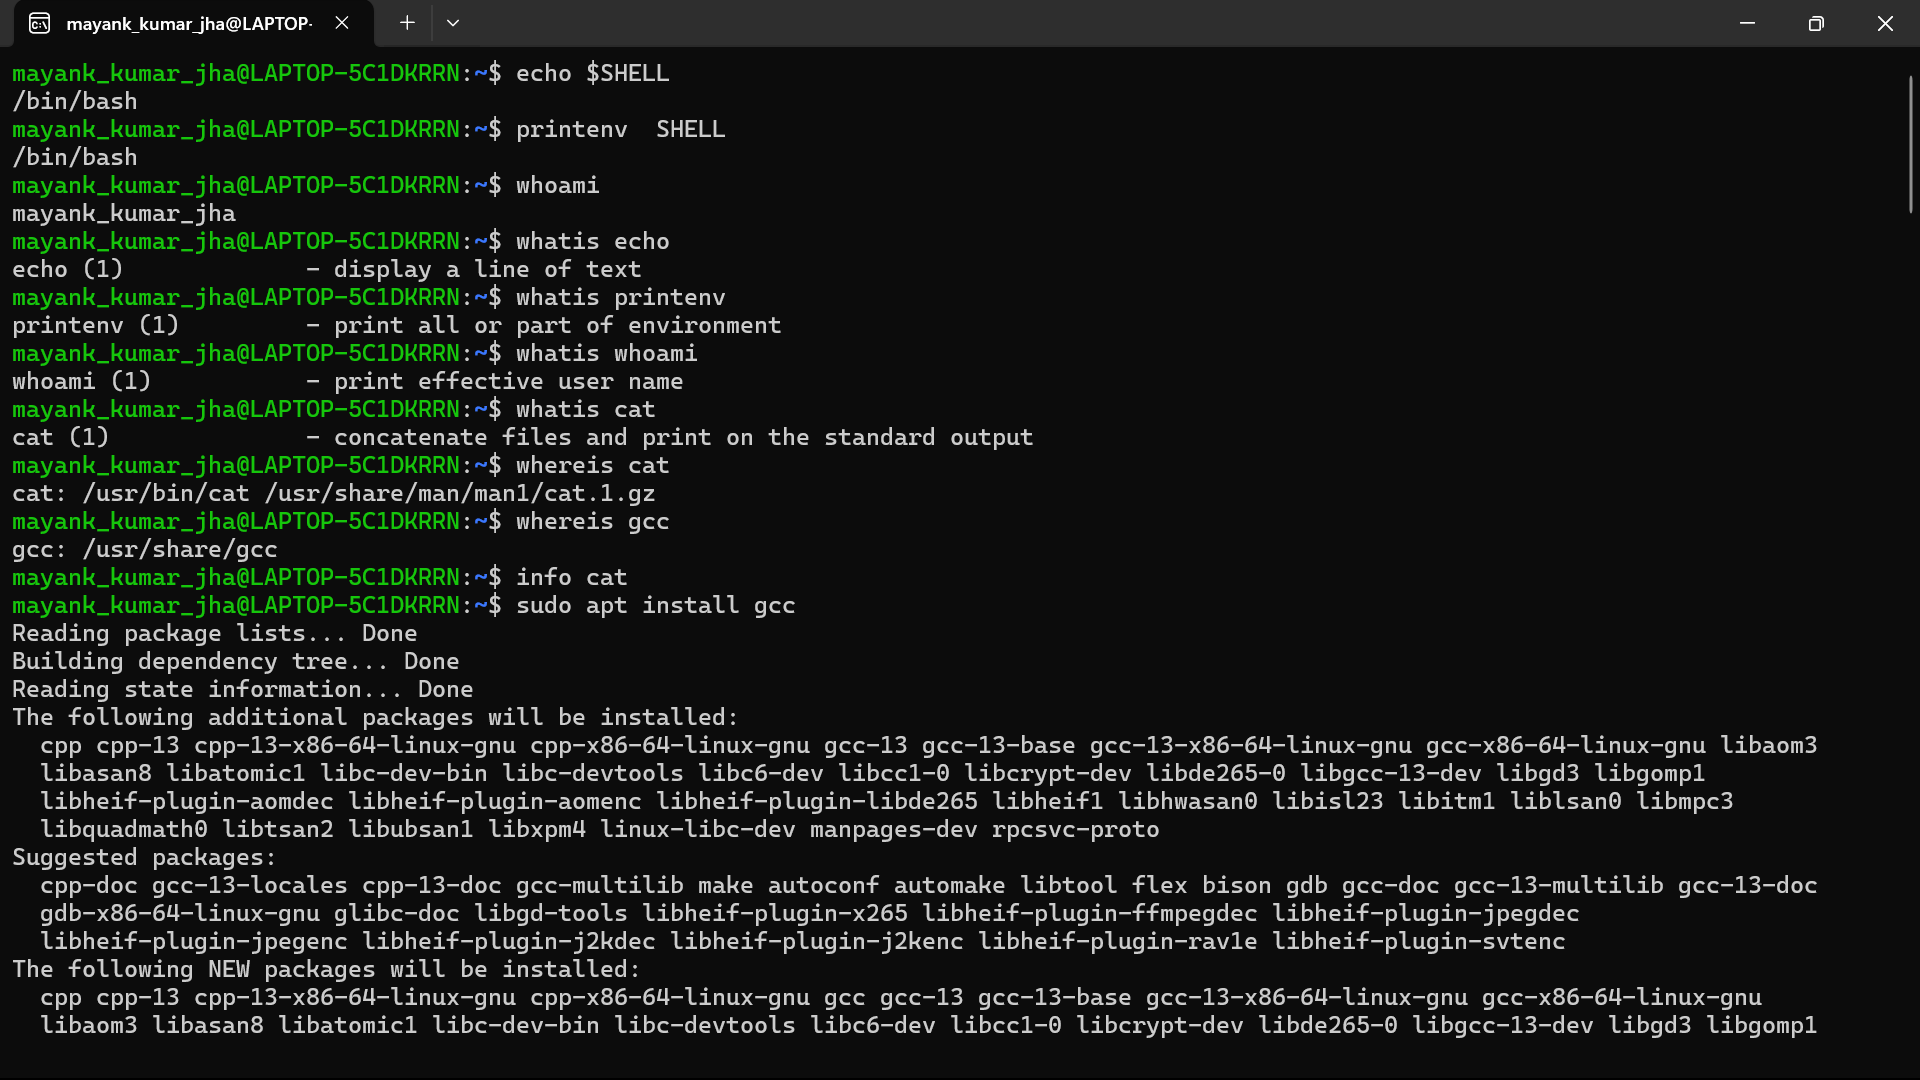 mayank_kumar_jha@LAPTOP-
mayank_kumar_jha@LAPTOP-5C1DKRRN:~$ echo $SHELL
/bin/bash
mayank_kumar_jha@LAPTOP-5C1DKRRN:~$ printenv  SHELL
/bin/bash
mayank_kumar_jha@LAPTOP-5C1DKRRN:~$ whoami
mayank_kumar_jha
mayank_kumar_jha@LAPTOP-5C1DKRRN:~$ whatis echo
echo (1)             - display a line of text
mayank_kumar_jha@LAPTOP-5C1DKRRN:~$ whatis printenv
printenv (1)         - print all or part of environment
mayank_kumar_jha@LAPTOP-5C1DKRRN:~$ whatis whoami
whoami (1)           - print effective user name
mayank_kumar_jha@LAPTOP-5C1DKRRN:~$ whatis cat
cat (1)              - concatenate files and print on the standard output
mayank_kumar_jha@LAPTOP-5C1DKRRN:~$ whereis cat
cat: /usr/bin/cat /usr/share/man/man1/cat.1.gz
mayank_kumar_jha@LAPTOP-5C1DKRRN:~$ whereis gcc
gcc: /usr/share/gcc
mayank_kumar_jha@LAPTOP-5C1DKRRN:~$ info cat
mayank_kumar_jha@LAPTOP-5C1DKRRN:~$ sudo apt install gcc
Reading package lists... Done
Building dependency tree... Done
Reading state information... Done
The following additional packages will be installed:
  cpp cpp-13 cpp-13-x86-64-linux-gnu cpp-x86-64-linux-gnu gcc-13 gcc-13-base gcc-13-x86-64-linux-gnu gcc-x86-64-linux-gnu libaom3
  libasan8 libatomic1 libc-dev-bin libc-devtools libc6-dev libcc1-0 libcrypt-dev libde265-0 libgcc-13-dev libgd3 libgomp1
  libheif-plugin-aomdec libheif-plugin-aomenc libheif-plugin-libde265 libheif1 libhwasan0 libisl23 libitm1 liblsan0 libmpc3
  libquadmath0 libtsan2 libubsan1 libxpm4 linux-libc-dev manpages-dev rpcsvc-proto
Suggested packages:
  cpp-doc gcc-13-locales cpp-13-doc gcc-multilib make autoconf automake libtool flex bison gdb gcc-doc gcc-13-multilib gcc-13-doc
  gdb-x86-64-linux-gnu glibc-doc libgd-tools libheif-plugin-x265 libheif-plugin-ffmpegdec libheif-plugin-jpegdec
  libheif-plugin-jpegenc libheif-plugin-j2kdec libheif-plugin-j2kenc libheif-plugin-rav1e libheif-plugin-svtenc
The following NEW packages will be installed:
  cpp cpp-13 cpp-13-x86-64-linux-gnu cpp-x86-64-linux-gnu gcc gcc-13 gcc-13-base gcc-13-x86-64-linux-gnu gcc-x86-64-linux-gnu
  libaom3 libasan8 libatomic1 libc-dev-bin libc-devtools libc6-dev libcc1-0 libcrypt-dev libde265-0 libgcc-13-dev libgd3 libgomp1